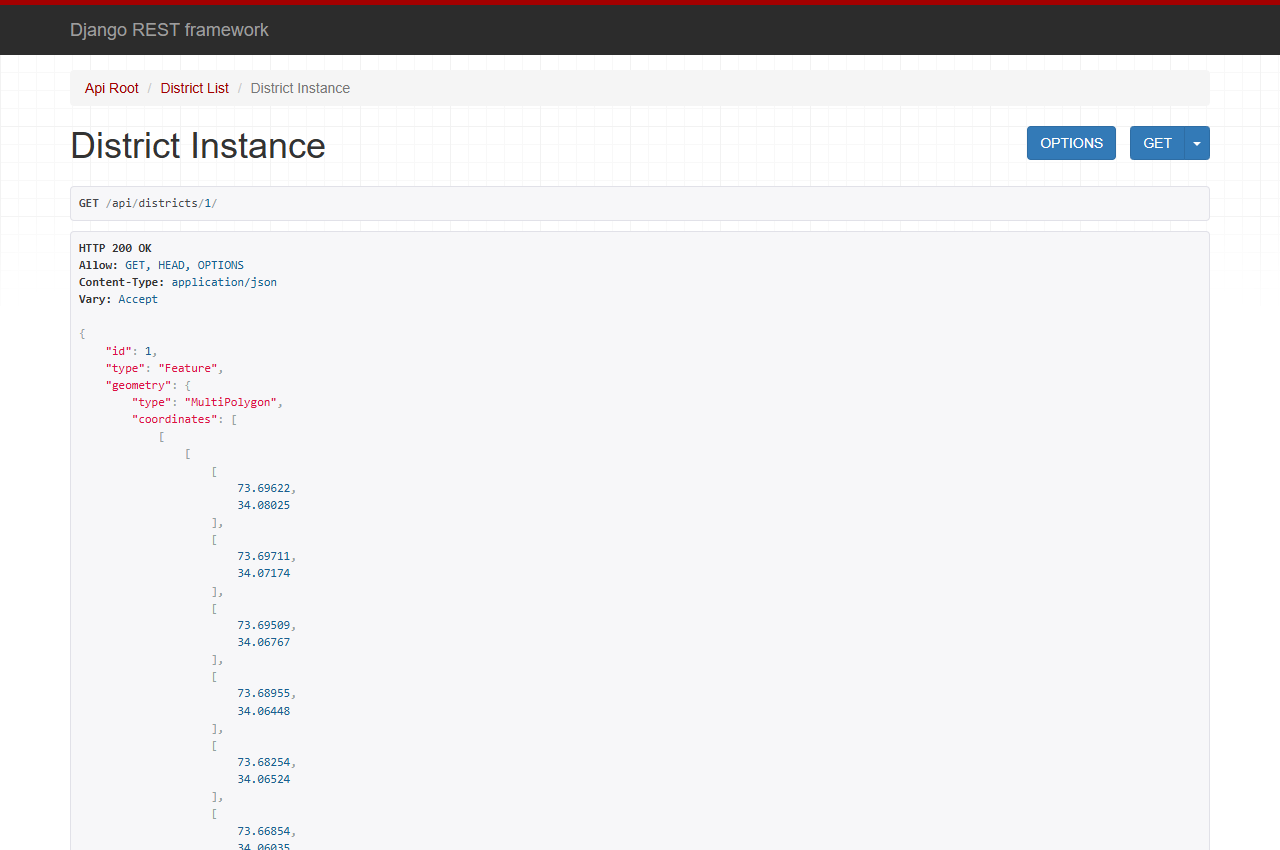 Django REST framework
Api Root / District List / District Instance
District Instance
OPTIONS GET
GET /api/districts/1/
HTTP 200 OK
Allow: GET, HEAD, OPTIONS
Content-Type: application/json
Vary: Accept
{
"id": 1,
"type": "Feature",
"geometry": {
"type": "MultiPolygon",
"coordinates": [
[
[
[
73.69622,
34.08025
],
[
73.69711,
34.07174
],
[
73.69509,
34.06767
],
[
73.68955,
34.06448
],
[
73.68254,
34.06524
],
[
73.66854,
34.06035